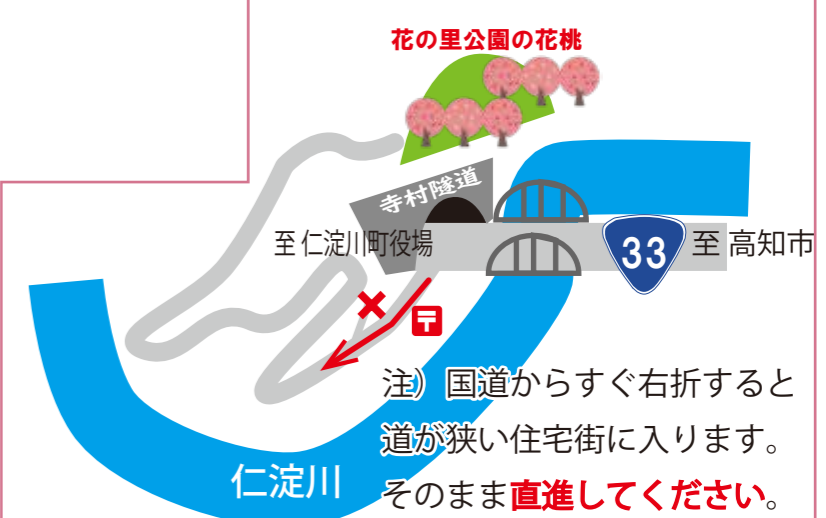 花の里公園の花桃
寺村隧道
至 仁淀川町役場
33
至 高知市
〒
注）国道からすぐ右折すると
道が狭い住宅街に入ります。
そのまま直進してください。
仁淀川